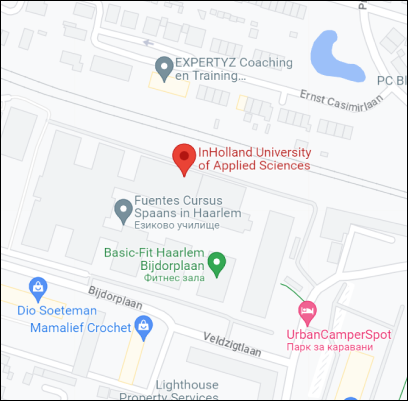 EXPERTYZ Coaching
en Training...
PC Bl
Ernst Casimirlaan
InHolland University
of Applied Sciences
Fuentes Cursus
Spaans in Haarlem
Езиково училище
Basic-Fit Haarlem
Bijdorplaan
Фитнес зала
Bijdorplaan
Dio Soeteman
Mamalief Crochet
Veldzigtlaan
UrbanCamperSpot
Парк за каравани
Lighthouse
Property Services